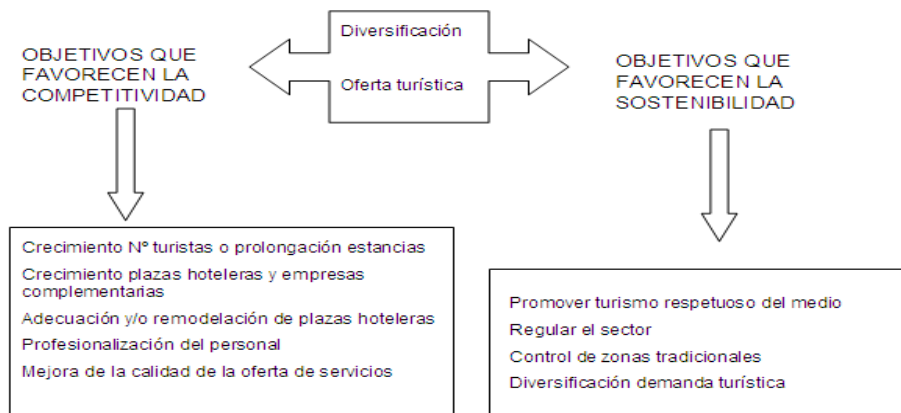 Diversificación
Oferta turística
OBJETIVOS QUE
FAVORECEN LA
COMPETITIVIDAD
OBJETIVOS QUE
FAVORECEN LA
SOSTENIBILIDAD
Crecimiento Nº turistas o prolongación estancias
Crecimiento plazas hoteleras y empresas
complementarias
Adecuación y/o remodelación de plazas hoteleras
Profesionalización del personal
Mejora de la calidad de la oferta de servicios
Promover turismo respetuoso del medio
Regular el sector
Control de zonas tradicionales
Diversificación demanda turística